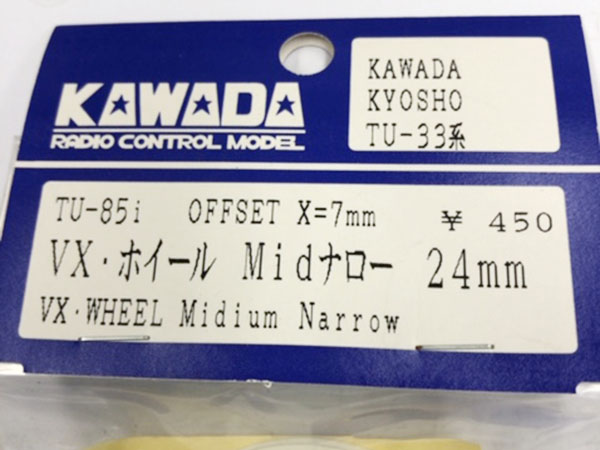 KAWADA
RADIO CONTROL MODEL
KAWADA
KYOSHO
TU-33系
TU-85i OFFSET X=7mm ¥ 450
VX・ホイール Midナロー 24mm
VX・WHEEL Midium Narrow